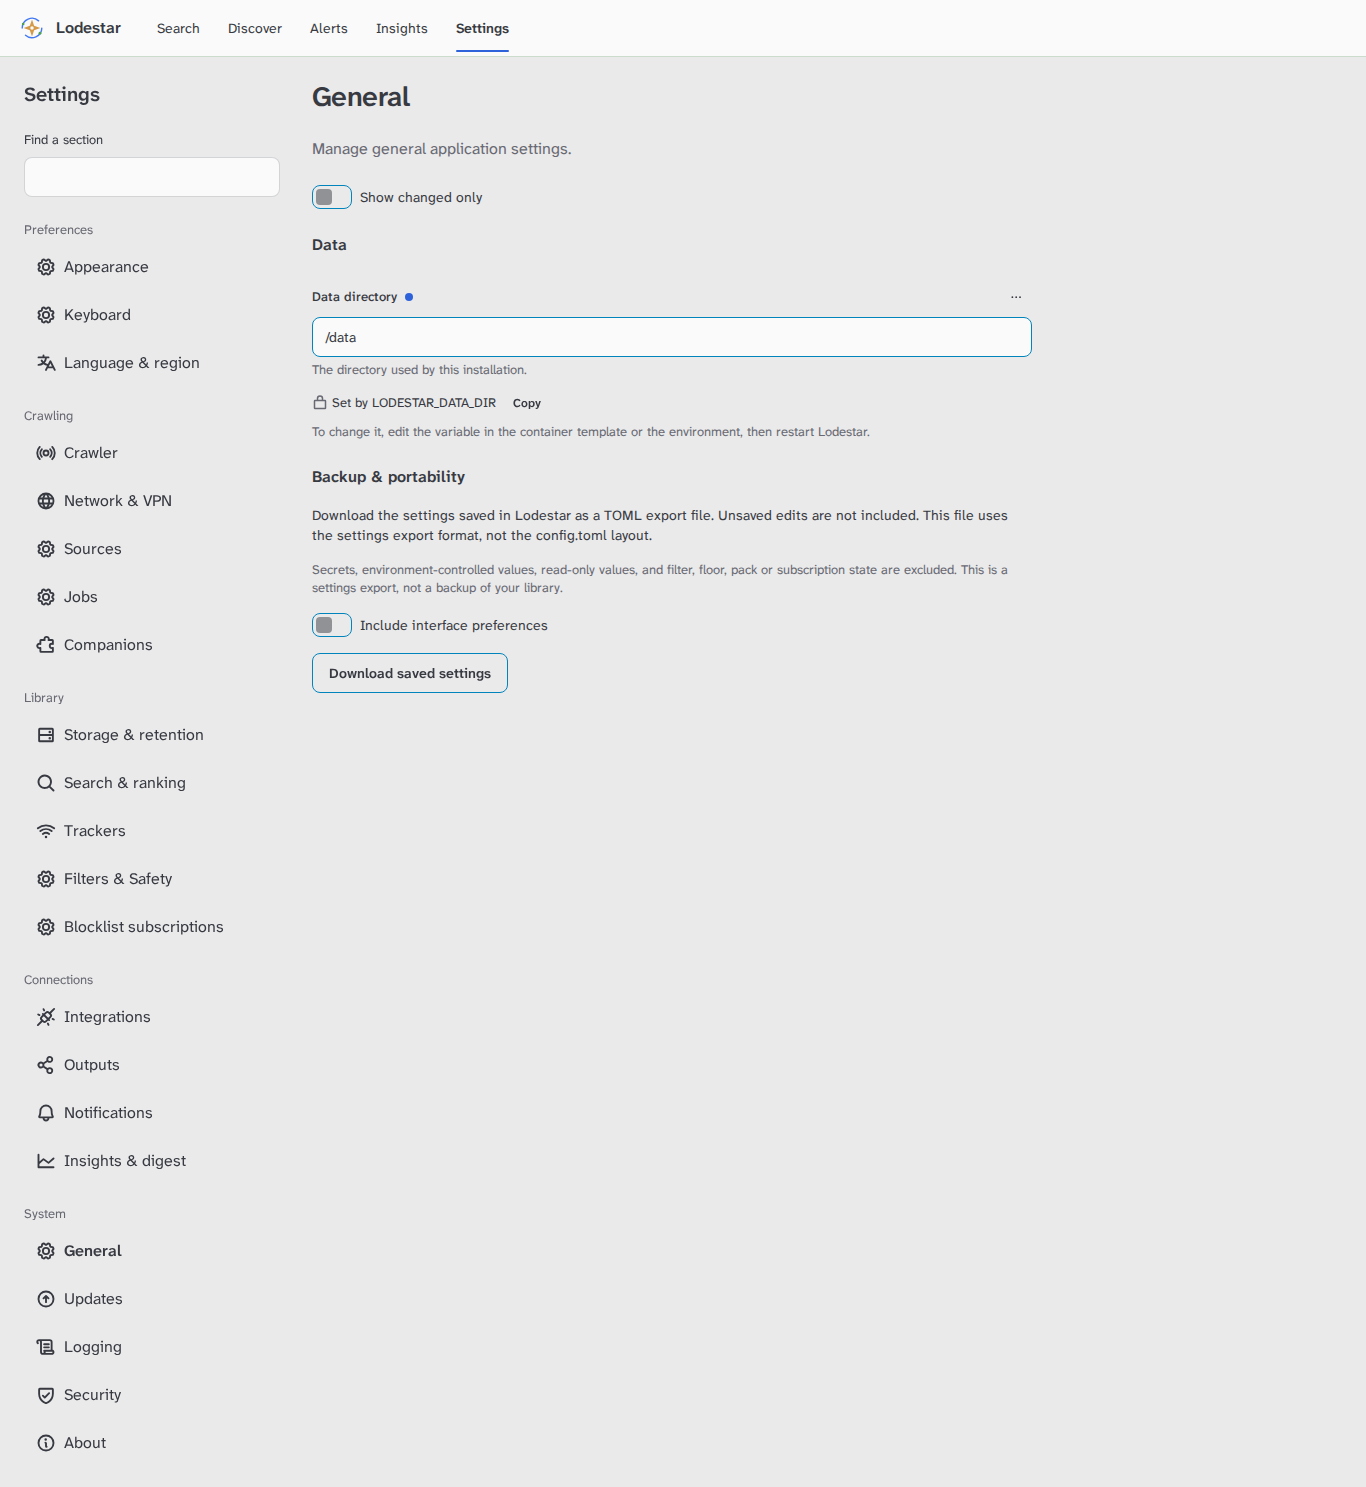 Lodestar
Search
Discover
Alerts
Insights
Settings
Settings
Find a section
Preferences
Appearance
Keyboard
Language & region
Crawling
Crawler
Network & VPN
Sources
Jobs
Companions
Library
Storage & retention
Search & ranking
Trackers
Filters & Safety
Blocklist subscriptions
Connections
Integrations
Outputs
Notifications
Insights & digest
System
General
Updates
Logging
Security
About
General
Manage general application settings.
Show changed only
Data
Data directory
...
/data
The directory used by this installation.
Set by LODESTAR_DATA_DIR
Copy
To change it, edit the variable in the container template or the environment, then restart Lodestar.
Backup & portability
Download the settings saved in Lodestar as a TOML export file. Unsaved edits are not included. This file uses
the settings export format, not the config.toml layout.
Secrets, environment-controlled values, read-only values, and filter, floor, pack or subscription state are excluded. This is a
settings export, not a backup of your library.
Include interface preferences
Download saved settings